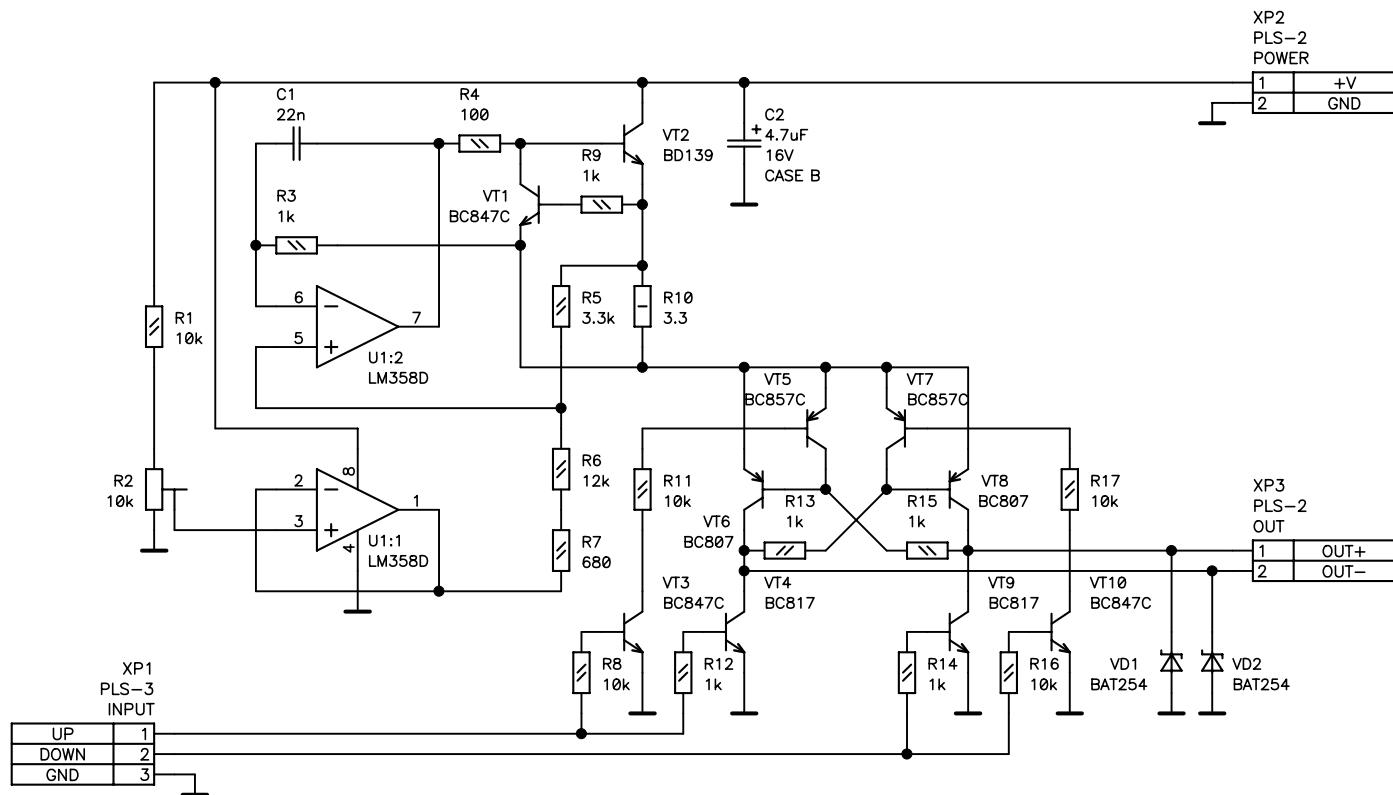 XP2
PLS-2
POWER
1 +V
2 GND
C1
22n
R4
100
C2
+
4.7uF
16V
CASE B
VT2
BD139
R9
1k
VT1
BC847C
R3
1k
R5
3.3k
R10
3.3
6
5
7
U1:2
LM358D
R1
10k
VT5
BC857C
VT7
BC857C
R2
10k
8
2
3
1
4
U1:1
LM358D
R6
12k
R7
680
R11
10k
R13
1k
R15
1k
VT6
BC807
VT8
BC807
R17
10k
XP3
PLS-2
OUT
1 OUT+
2 OUT-
VT3
BC847C
VT4
BC817
VT9
BC817
VT10
BC847C
R8
10k
R12
1k
R14
1k
R16
10k
VD1
BAT254
VD2
BAT254
XP1
PLS-3
INPUT
UP 1
DOWN 2
GND 3